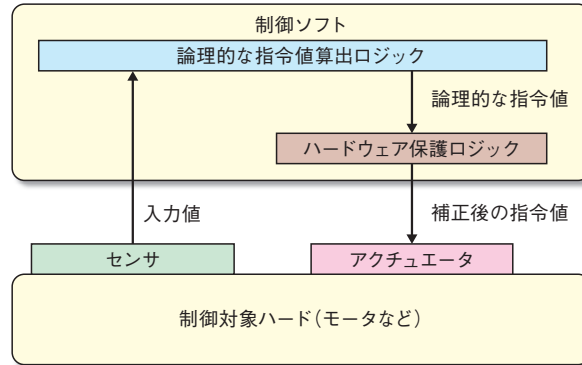 制御ソフト
論理的な指令値算出ロジック
論理的な指令値
ハードウェア保護ロジック
入力値
補正後の指令値
センサ
アクチュエータ
制御対象ハード（モータなど）